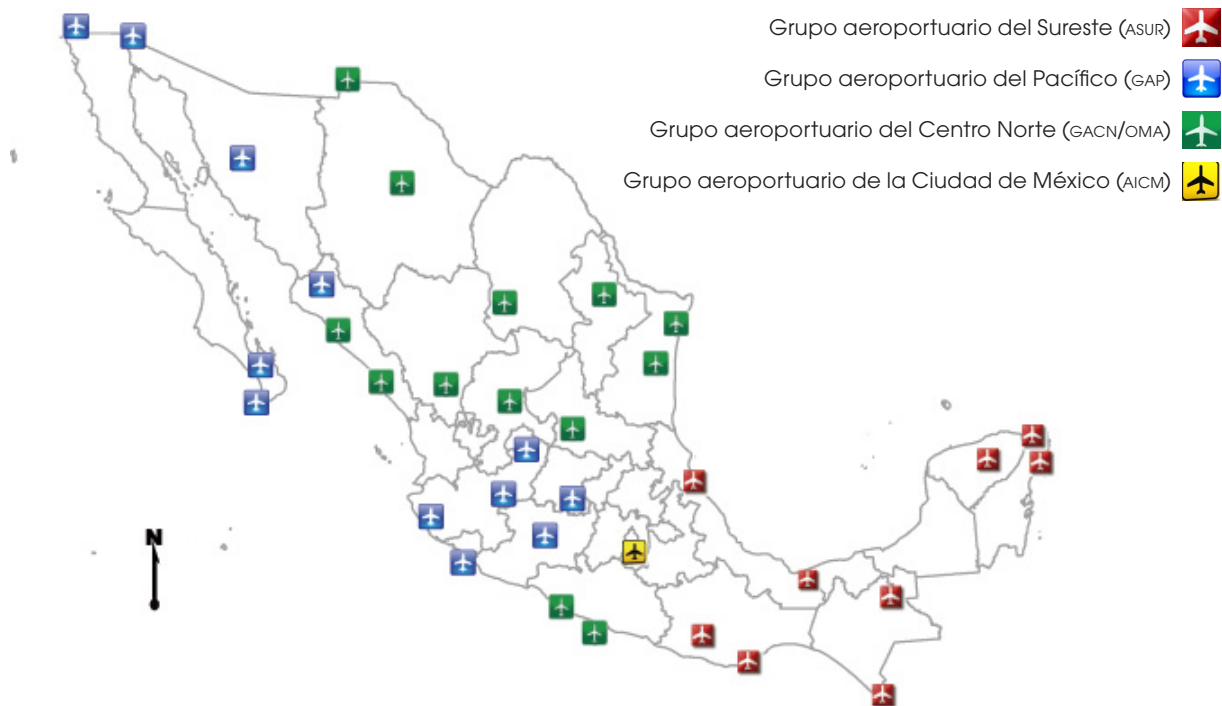 Grupo aeroportuario del Sureste (ASUR)
Grupo aeroportuario del Pacífico (GAP)
Grupo aeroportuario del Centro Norte (GACN/OMA)
Grupo aeroportuario de la Ciudad de México (AICM)
N